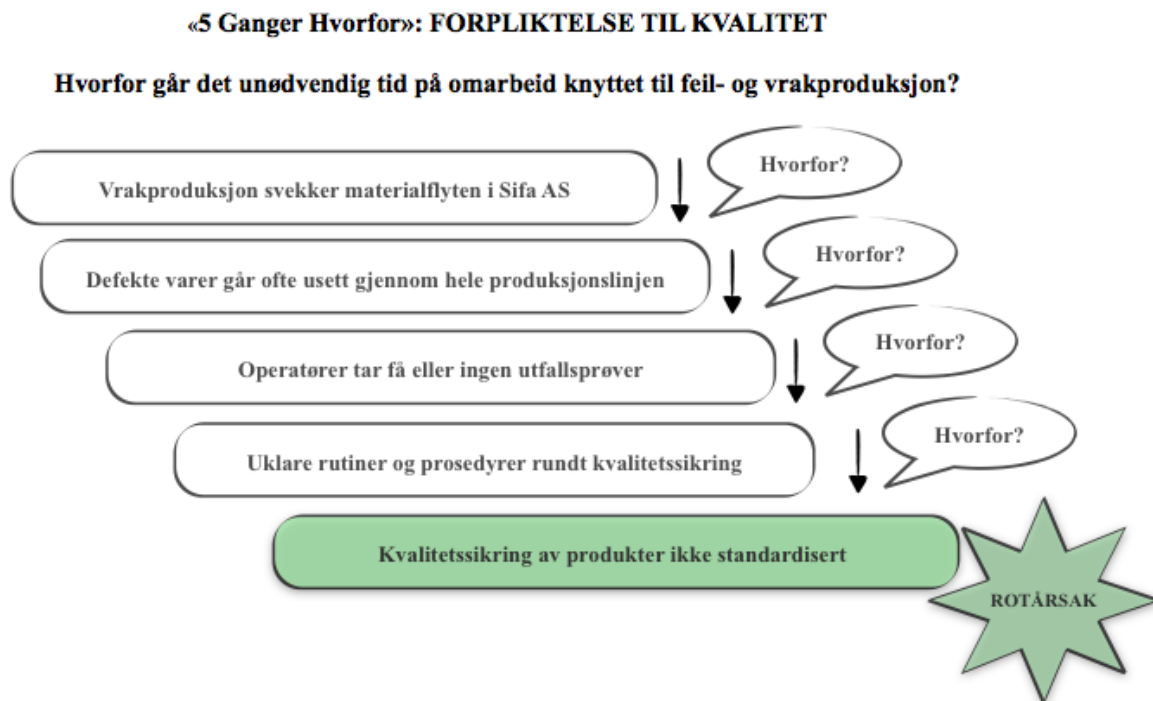 «5 Ganger Hvorfor»: FORPLIKTELSE TIL KVALITET
Hvorfor går det unødvendig tid på omarbeid knyttet til feil- og vrakproduksjon?
Vrakproduksjon svekker materialflyten i Sifa AS
Hvorfor?
Defekte varer går ofte usett gjennom hele produksjonslinjen
Hvorfor?
Operatører tar få eller ingen utfallsprøver
Hvorfor?
Uklare rutiner og prosedyrer rundt kvalitetssikring
Hvorfor?
Kvalitetssikring av produkter ikke standardisert
ROTÅRSAK